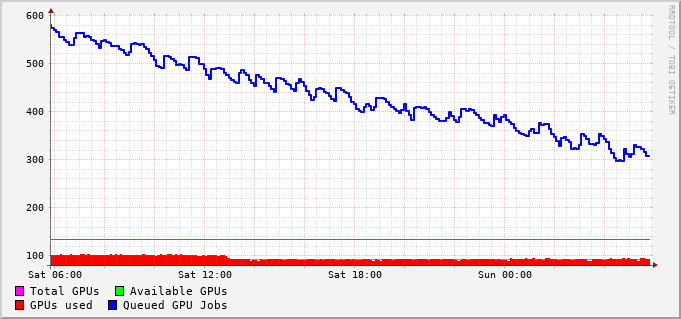 600
500
400
300
200
100
Sat 06:00 Sat 12:00 Sat 18:00 Sun 00:00
Total GPUs Available GPUs
GPUs used Queued GPU Jobs
RRDTOOL / TOBI OETIKER